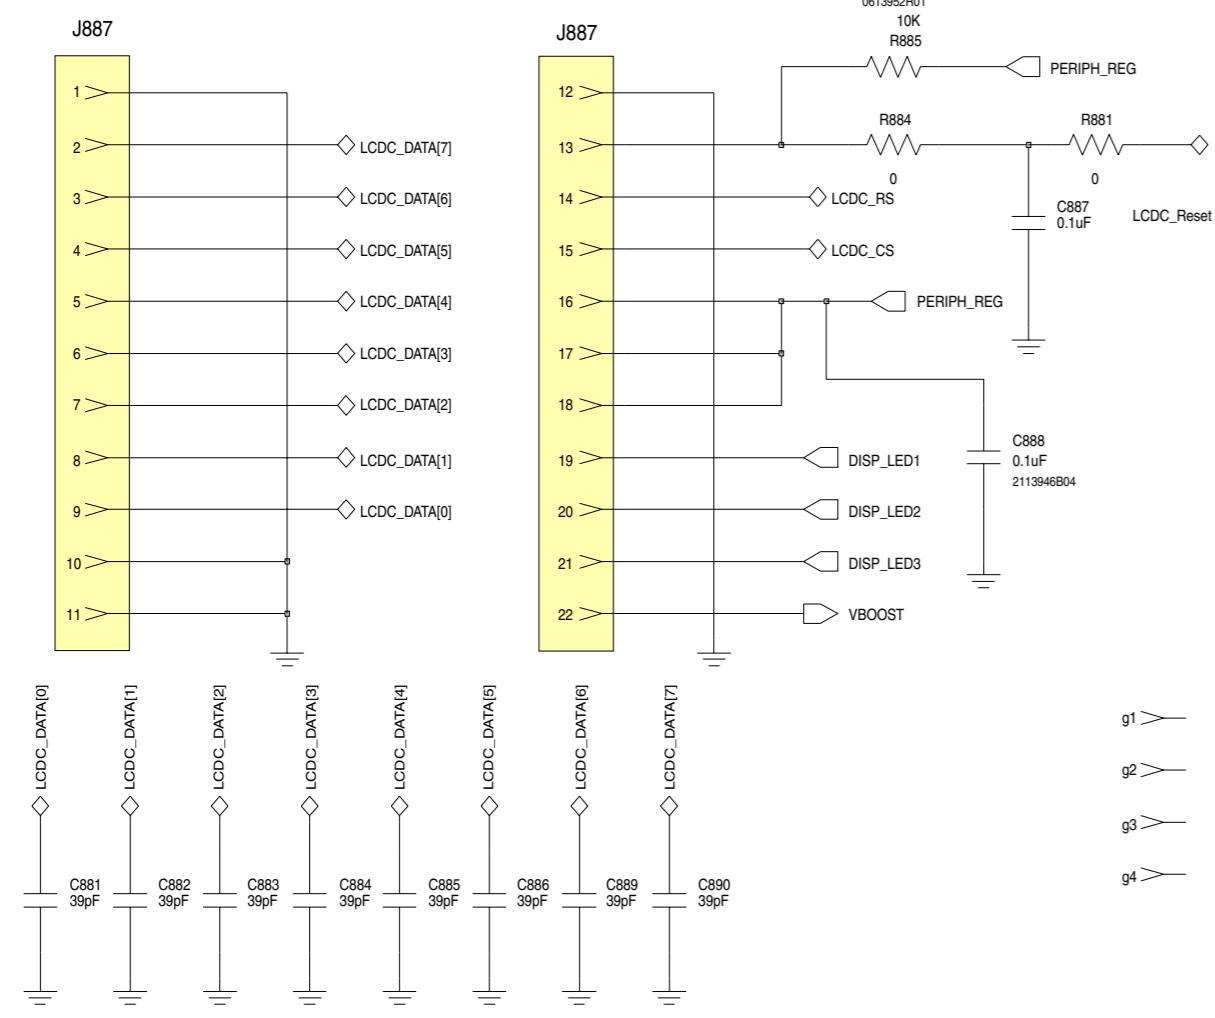 J887
1
2
LCDC_DATA[7]
3
LCDC_DATA[6]
4
LCDC_DATA[5]
5
LCDC_DATA[4]
6
LCDC_DATA[3]
7
LCDC_DATA[2]
8
LCDC_DATA[1]
9
LCDC_DATA[0]
10
11
J887
0613952R01
10K
R885
PERIPH_REG
12
13
R884
0
R881
0
C887
0.1uF
LCDC_Reset
14
LCDC_RS
15
LCDC_CS
16
PERIPH_REG
17
18
C888
0.1uF
2113946B04
19
DISP_LED1
20
DISP_LED2
21
DISP_LED3
22
VBOOST
LCDC_DATA[0]
LCDC_DATA[1]
LCDC_DATA[2]
LCDC_DATA[3]
LCDC_DATA[4]
LCDC_DATA[5]
LCDC_DATA[6]
LCDC_DATA[7]
C881
39pF
C882
39pF
C883
39pF
C884
39pF
C885
39pF
C886
39pF
C889
39pF
C890
39pF
g1
g2
g3
g4